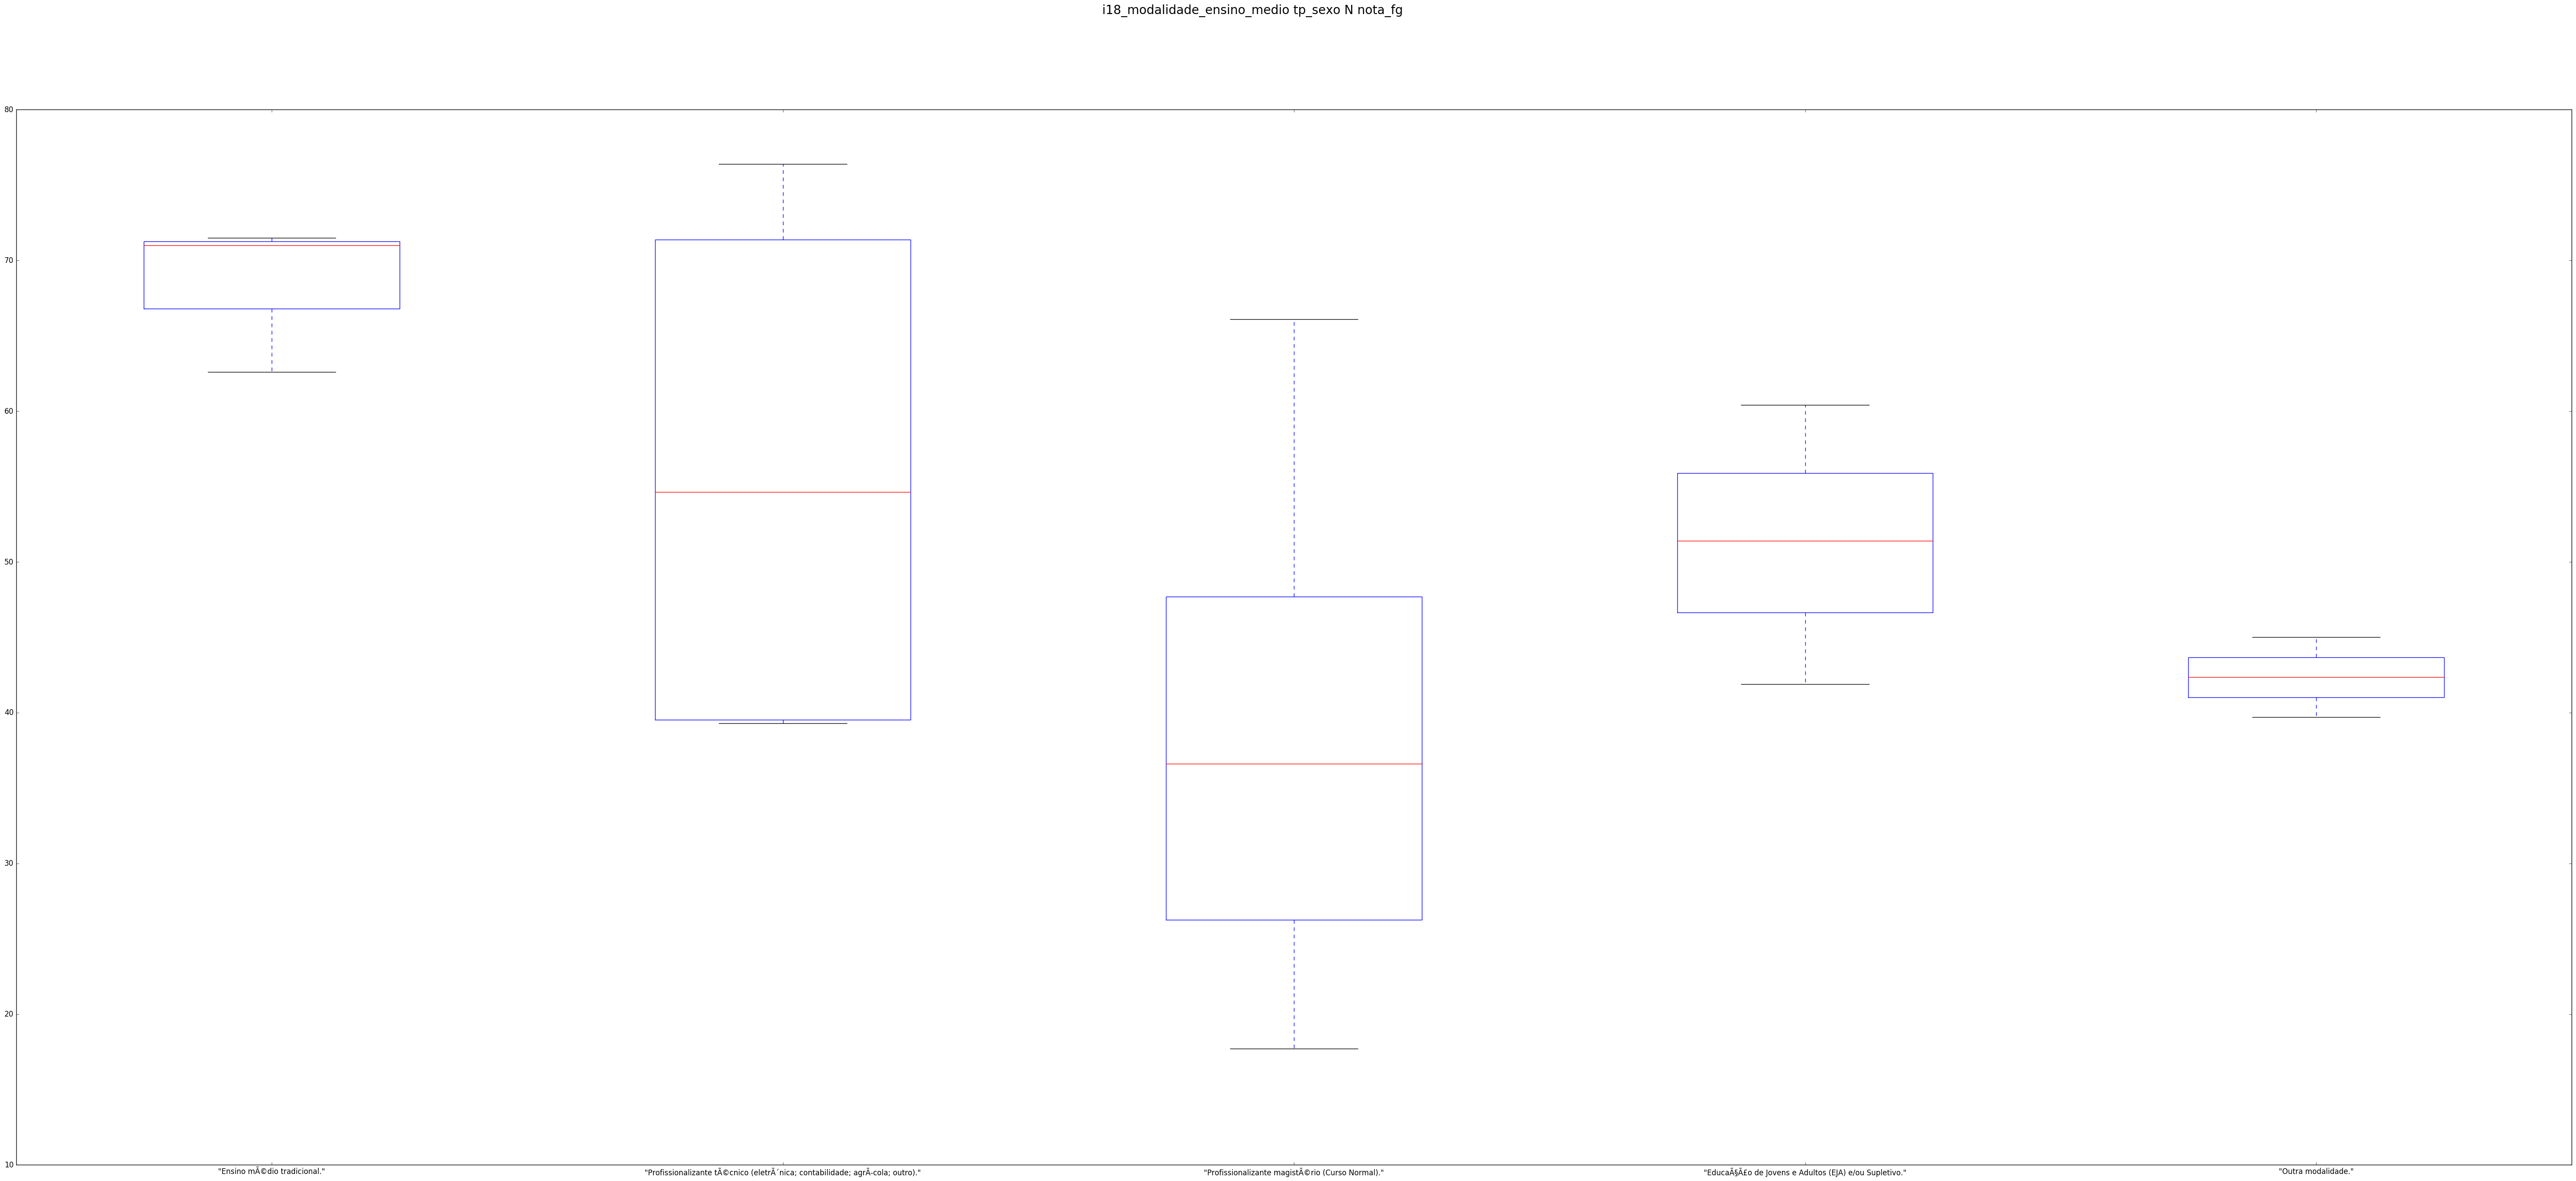 i18_modalidade_ensino_medio tp_sexo N nota_fg
80
70
60
50
40
30
20
10
"Ensino mÃ©dio tradicional."
"Profissionalizante tÃ©cnico (eletrÃ´nica; contabilidade; agrÃ-cola; outro)."
"Profissionalizante magistÃ©rio (Curso Normal)."
"EducaÃ§Ã£o de Jovens e Adultos (EJA) e/ou Supletivo."
"Outra modalidade."